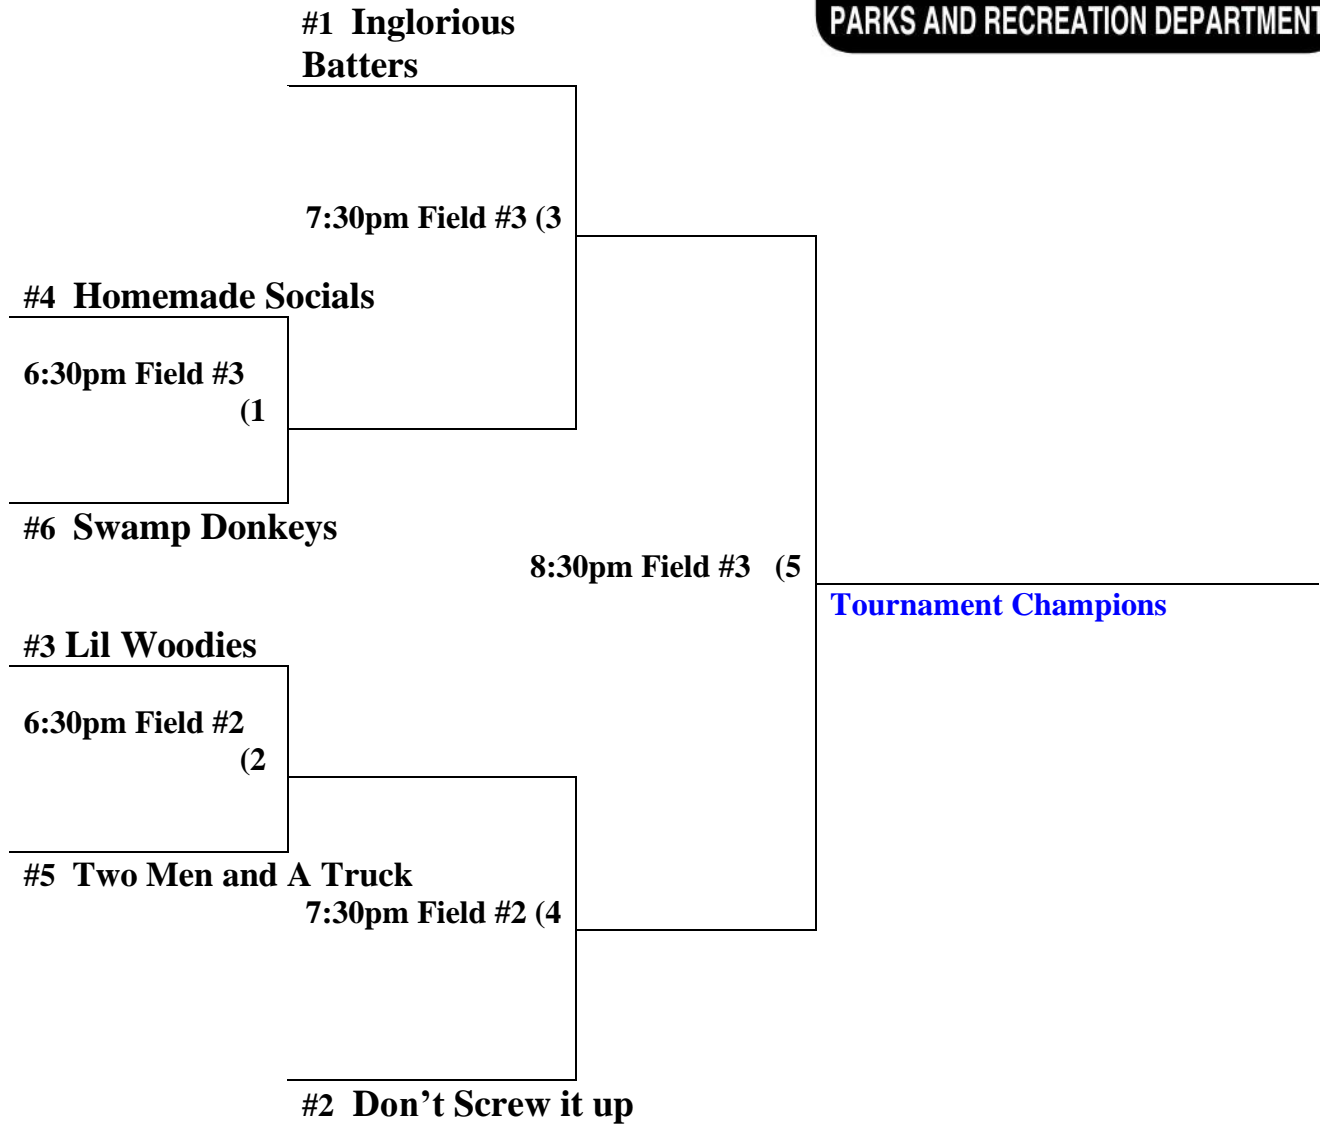 PARKS AND RECREATION DEPARTMENT
#1 Inglorious
Batters
7:30pm Field #3 (3
#4 Homemade Socials
6:30pm Field #3
(1
#6 Swamp Donkeys
8:30pm Field #3 (5
Tournament Champions
#3 Lil Woodies
6:30pm Field #2
(2
#5 Two Men and A Truck
7:30pm Field #2 (4
#2 Don’t Screw it up